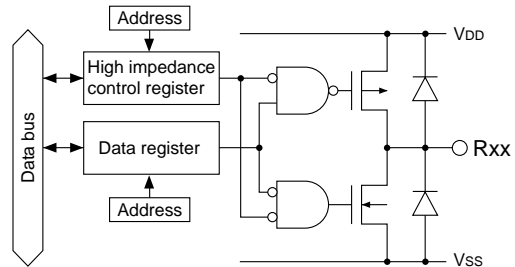 Address
VDD
High impedance
control register
Data bus
Data register
Rxx
Address
VSS